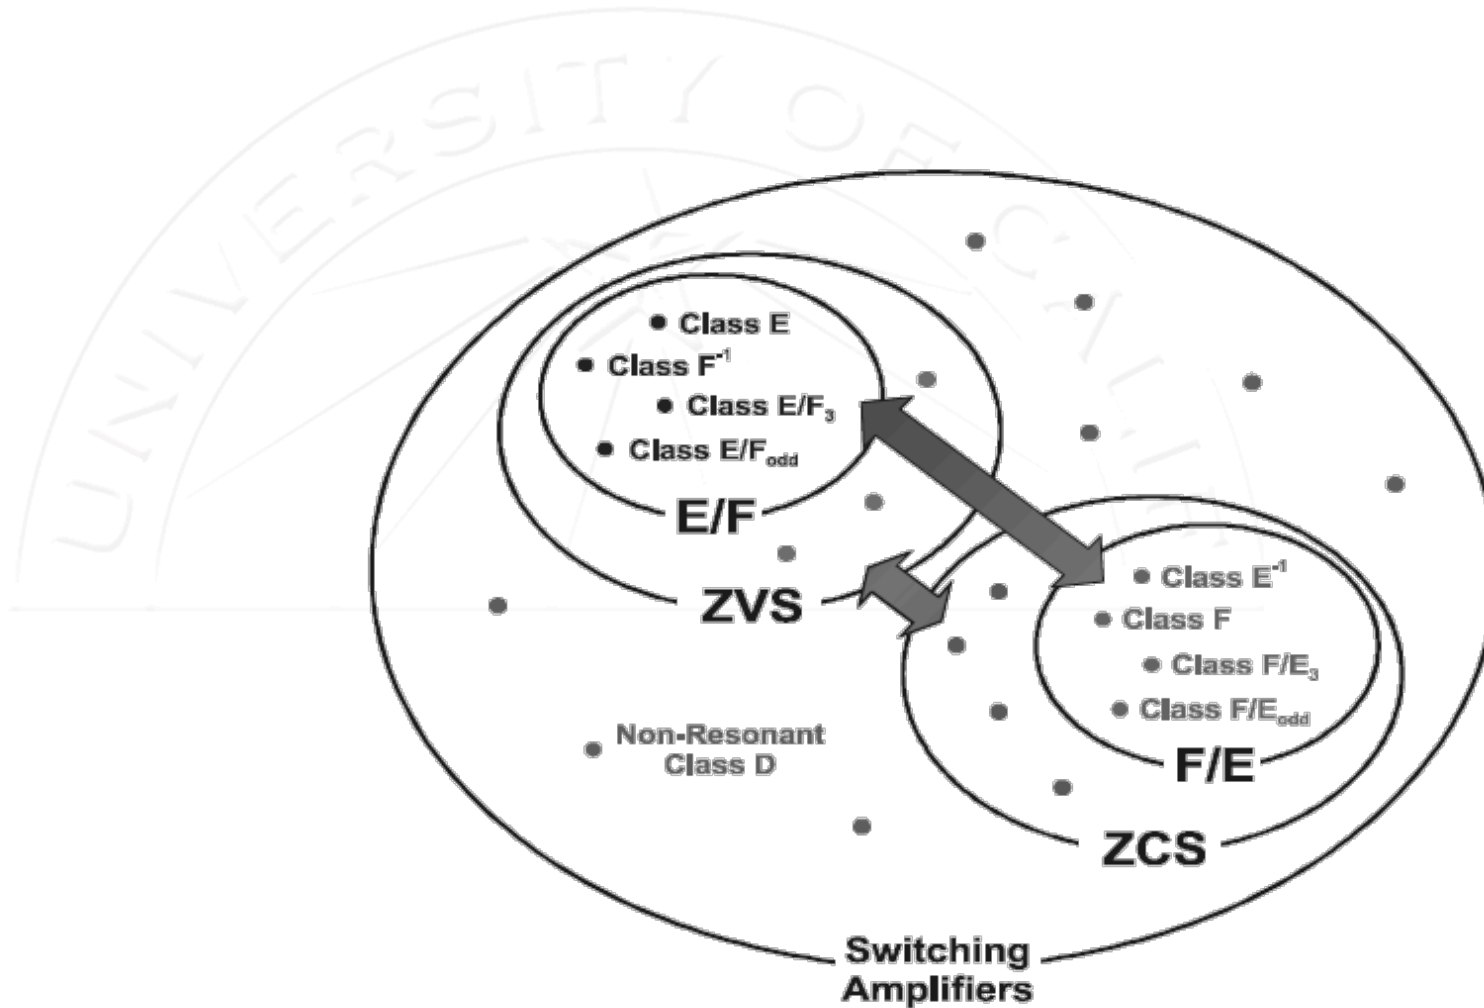 UNIVERSITY OF CALIF
Class E
Class F⁻¹
Class E/F₃
Class E/Fodd
E/F
ZVS
Class E⁻¹
Class F
Class F/E₃
Class F/Eodd
F/E
ZCS
Non-Resonant
Class D
Switching
Amplifiers